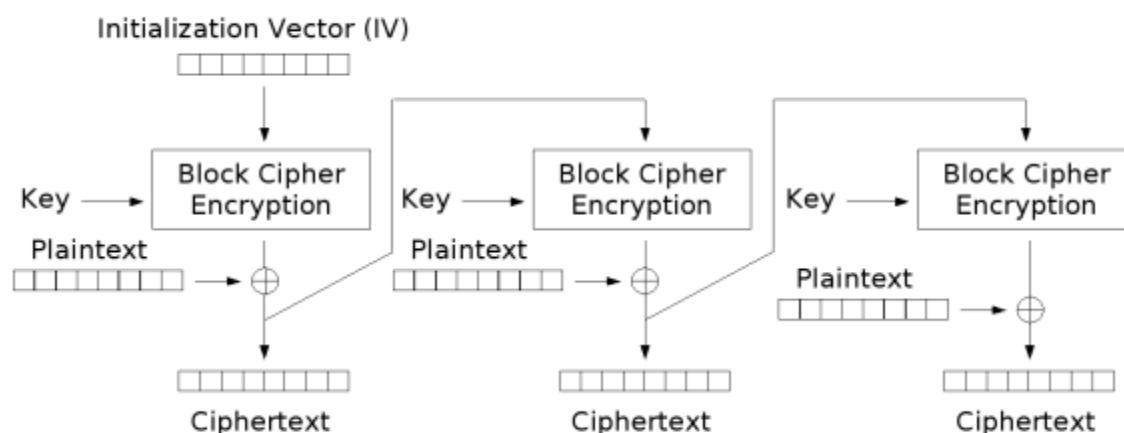 Initialization Vector (IV)
Key
Block Cipher
Encryption
Key
Block Cipher
Encryption
Key
Block Cipher
Encryption
Plaintext
Plaintext
Plaintext
Ciphertext
Ciphertext
Ciphertext